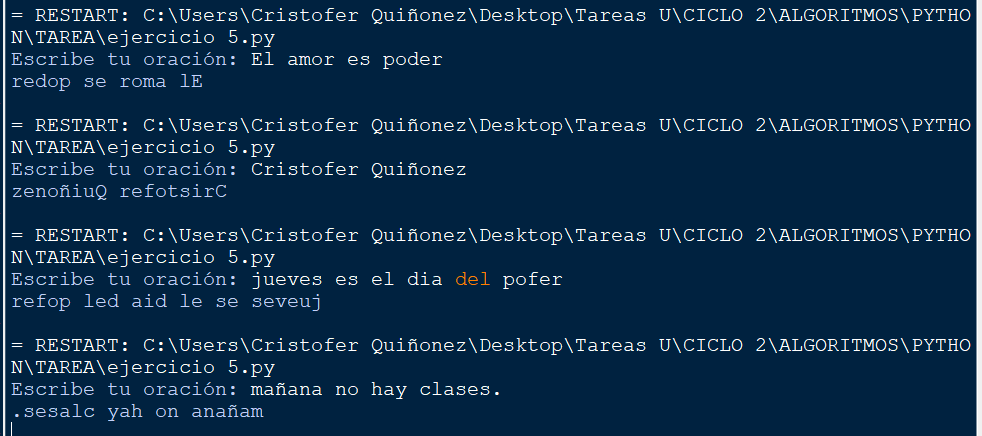 = RESTART: C:\Users\Cristofer Quiñonez\Desktop\Tareas U\CICLO 2\ALGORITMOS\PYTHO
N\TAREA\ejercicio 5.py
Escribe tu oración: El amor es poder
redop se roma lE
= RESTART: C:\Users\Cristofer Quiñonez\Desktop\Tareas U\CICLO 2\ALGORITMOS\PYTHO
N\TAREA\ejercicio 5.py
Escribe tu oración: Cristofer Quiñonez
zenoñiuQ refotsirC
= RESTART: C:\Users\Cristofer Quiñonez\Desktop\Tareas U\CICLO 2\ALGORITMOS\PYTHO
N\TAREA\ejercicio 5.py
Escribe tu oración: jueves es el dia del pofer
refop led aid le se seveuj
= RESTART: C:\Users\Cristofer Quiñonez\Desktop\Tareas U\CICLO 2\ALGORITMOS\PYTHO
N\TAREA\ejercicio 5.py
Escribe tu oración: mañana no hay clases.
.sesalc yah on anañam